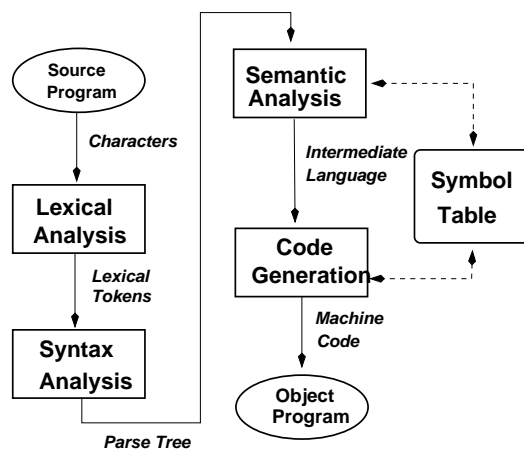 Source
Program
Characters
Lexical
Analysis
Lexical
Tokens
Syntax
Analysis
Parse Tree
Semantic
Analysis
Intermediate
Language
Symbol
Table
Code
Generation
Machine
Code
Object
Program